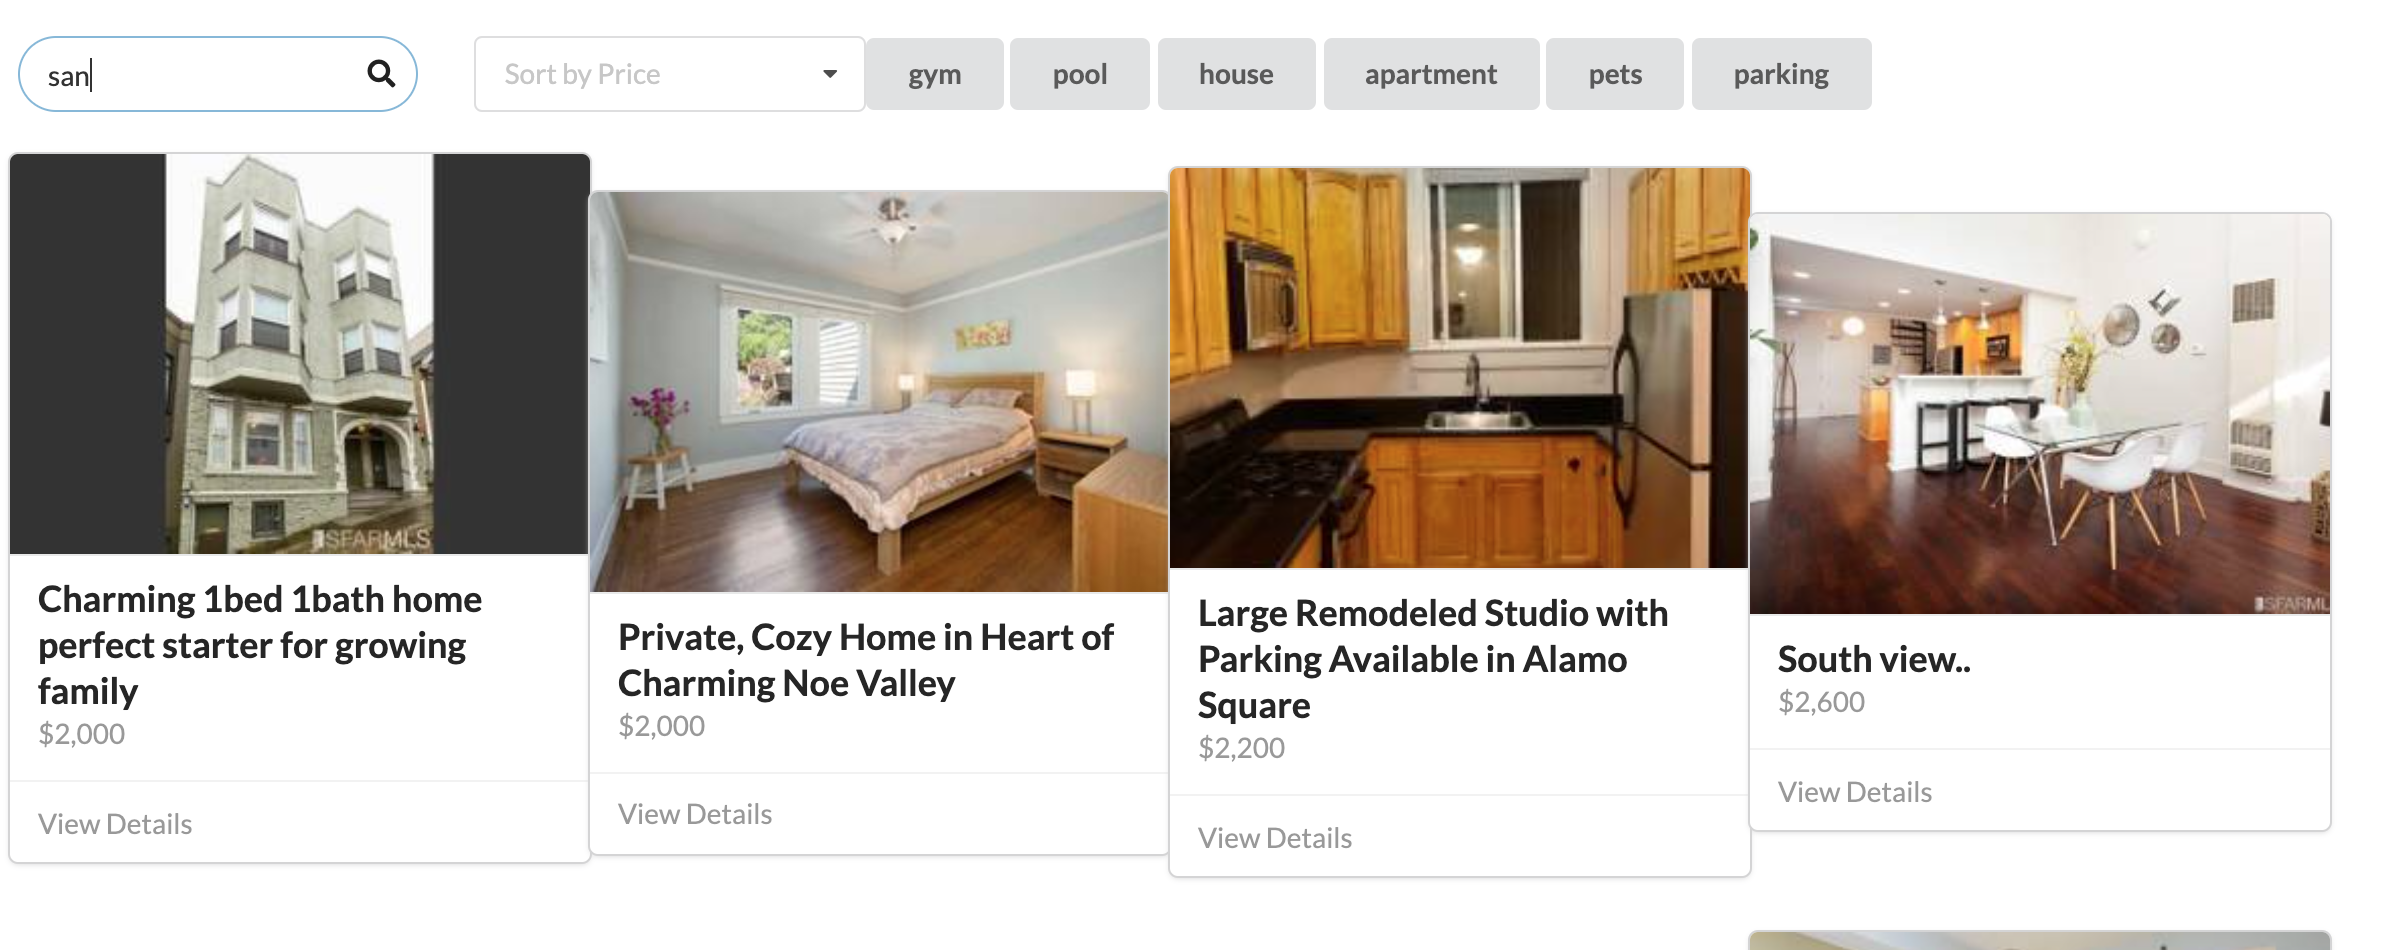 san
Sort by Price
gym
pool
house
apartment
pets
parking
SFARMLS
Charming 1bed 1bath home
perfect starter for growing
family
$2,000
View Details
Private, Cozy Home in Heart of
Charming Noe Valley
$2,000
View Details
Large Remodeled Studio with
Parking Available in Alamo
Square
$2,200
View Details
SFARML
South view..
$2,600
View Details